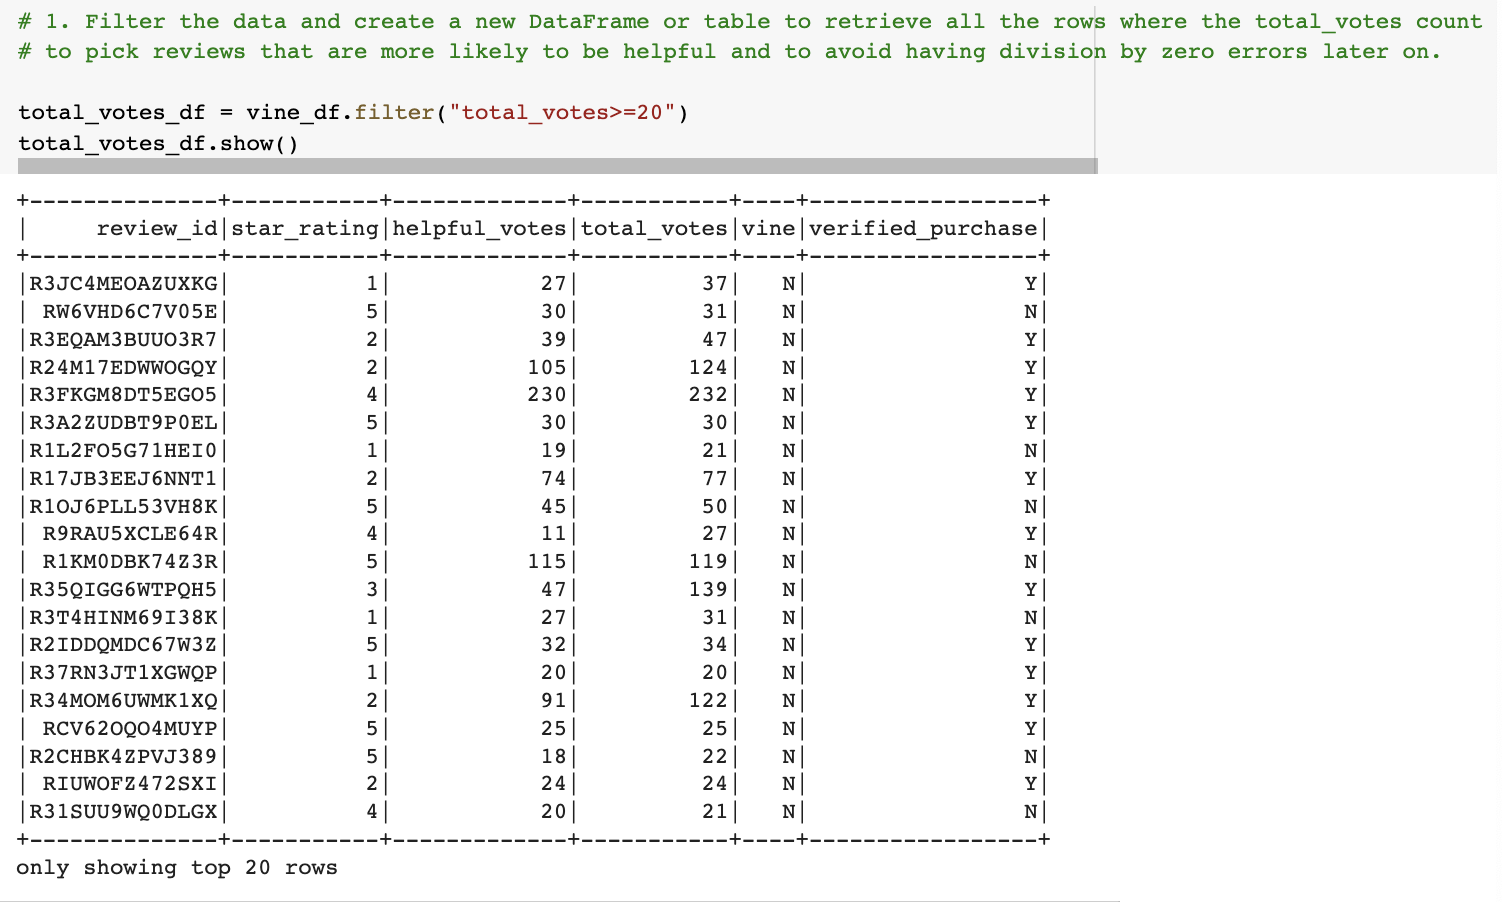 # 1. Filter the data and create a new DataFrame or table to retrieve all the rows where the total_votes count
# to pick reviews that are more likely to be helpful and to avoid having division by zero errors later on.
total_votes_df = vine_df.filter("total_votes>=20")
total_votes_df.show()
+--------------+-----------+-------------+-----------+----+-----------------+
|     review_id|star_rating|helpful_votes|total_votes|vine|verified_purchase|
+--------------+-----------+-------------+-----------+----+-----------------+
|R3JC4MEOAZUXKG|          1|           27|         37|   N|                Y|
| RW6VHD6C7V05E|          5|           30|         31|   N|                N|
|R3EQAM3BUUO3R7|          2|           39|         47|   N|                Y|
|R24M17EDWWOGQY|          2|          105|        124|   N|                Y|
|R3FKGM8DT5EGO5|          4|          230|        232|   N|                Y|
|R3A2ZUDBT9P0EL|          5|           30|         30|   N|                Y|
|R1L2FO5G71HEI0|          1|           19|         21|   N|                N|
|R17JB3EEJ6NNT1|          2|           74|         77|   N|                Y|
|R1OJ6PLL53VH8K|          5|           45|         50|   N|                N|
| R9RAU5XCLE64R|          4|           11|         27|   N|                Y|
| R1KM0DBK74Z3R|          5|          115|        119|   N|                N|
|R35QIGG6WTPQH5|          3|           47|        139|   N|                Y|
|R3T4HINM69I38K|          1|           27|         31|   N|                N|
|R2IDDQMDC67W3Z|          5|           32|         34|   N|                Y|
|R37RN3JT1XGWQP|          1|           20|         20|   N|                Y|
|R34MOM6UWMK1XQ|          2|           91|        122|   N|                Y|
| RCV62OQO4MUYP|          5|           25|         25|   N|                Y|
|R2CHBK4ZPVJ389|          5|           18|         22|   N|                N|
| RIUWOFZ472SXI|          2|           24|         24|   N|                Y|
|R31SUU9WQ0DLGX|          4|           20|         21|   N|                N|
+--------------+-----------+-------------+-----------+----+-----------------+
only showing top 20 rows